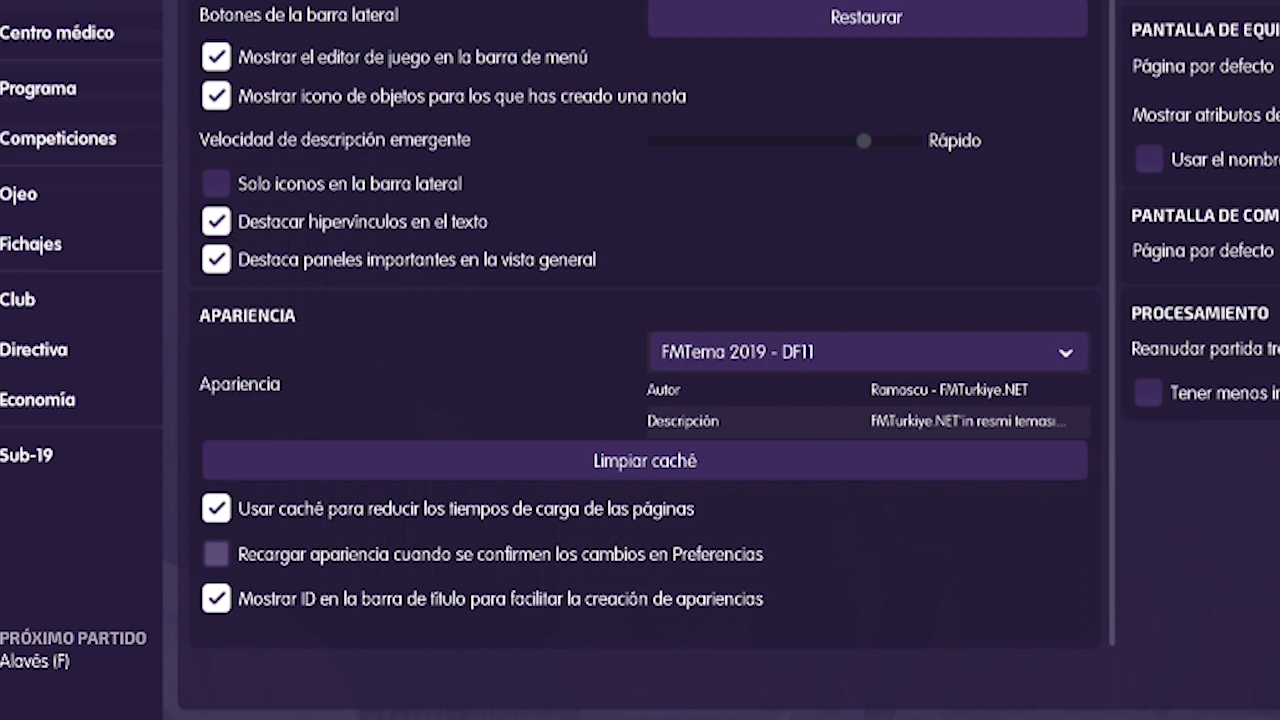 Centro médico
Programa
Competiciones
Ojeo
Fichajes
Club
Directiva
Economía
Sub-19
PRÓXIMO PARTIDO
Alavés (F)
Botones de la barra lateral
Restaurar
Mostrar el editor de juego en la barra de menú
Mostrar icono de objetos para los que has creado una nota
Velocidad de descripción emergente
Rápido
Solo iconos en la barra lateral
Destacar hipervínculos en el texto
Destaca paneles importantes en la vista general
APARIENCIA
Apariencia
FMTema 2019 - DF11
Autor
Ramoscu - FMTurkiye.NET
Descripción
FMTurkiye.NET'in resmi teması...
Limpiar caché
Usar caché para reducir los tiempos de carga de las páginas
Recargar apariencia cuando se confirmen los cambios en Preferencias
Mostrar ID en la barra de título para facilitar la creación de apariencias
PANTALLA DE EQUI
Página por defecto
Mostrar atributos de
Usar el nombre
PANTALLA DE COM
Página por defecto
PROCESAMIENTO
Reanudar partida tr
Tener menos in